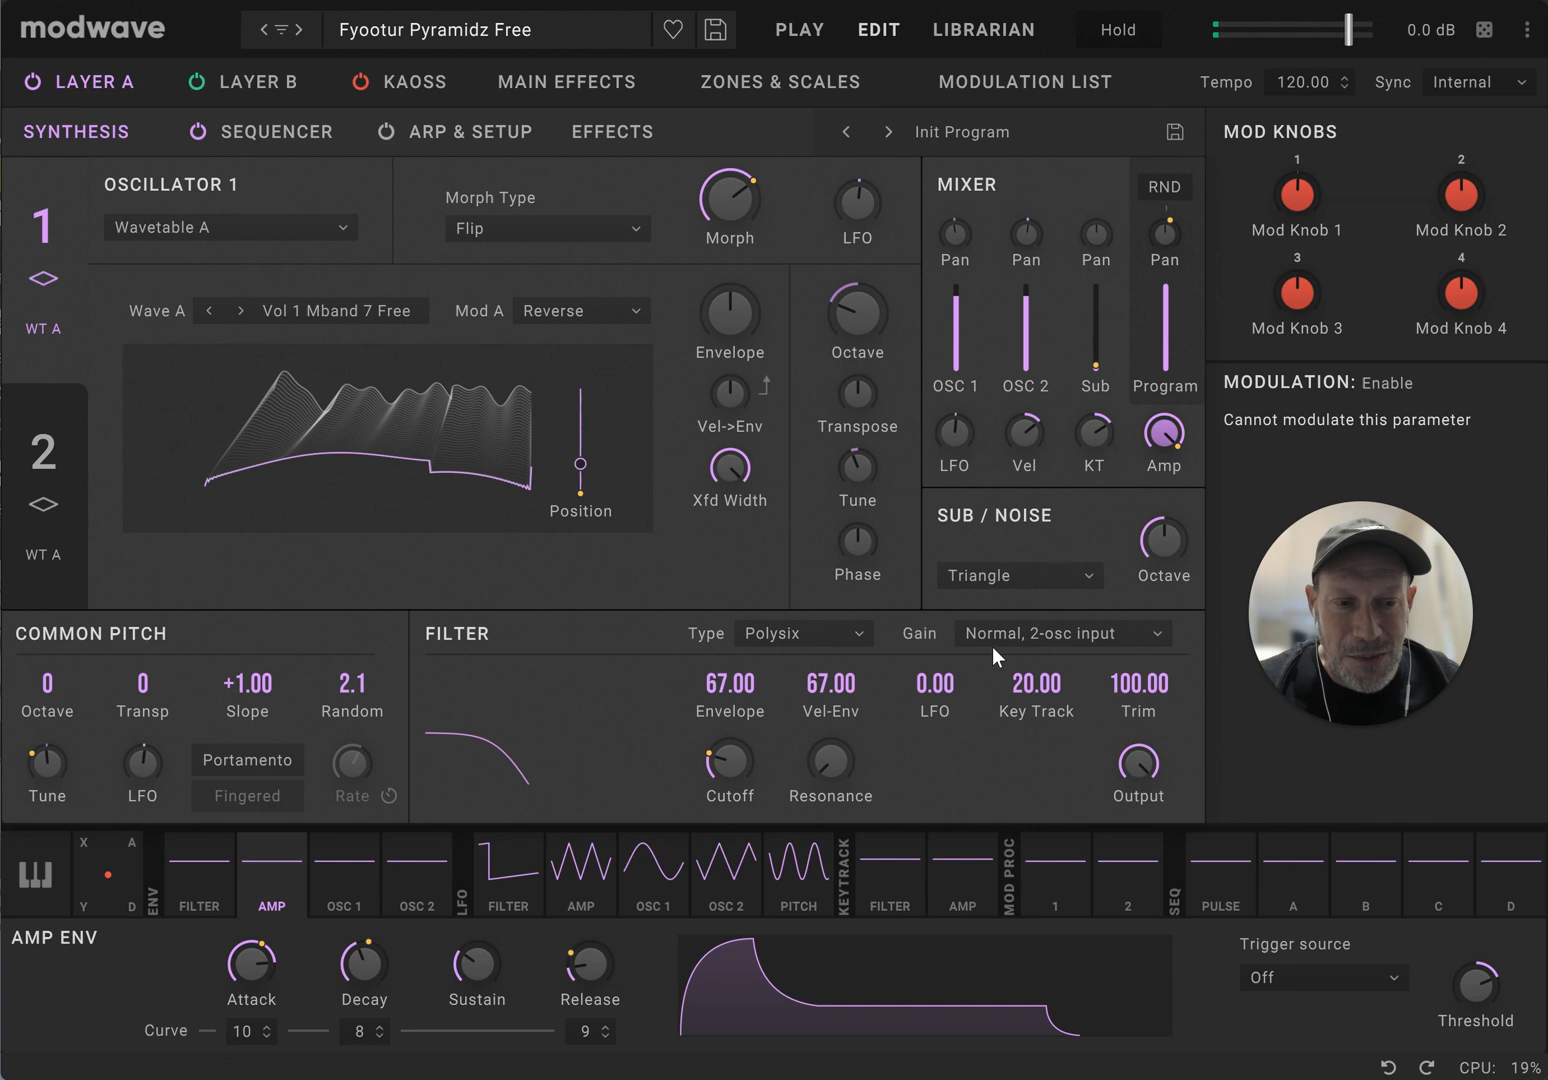 modwave
Fyootur Pyramidz Free
PLAY
EDIT
LIBRARIAN
Hold
0.0 dB
LAYER A
LAYER B
KAOSS
MAIN EFFECTS
ZONES & SCALES
MODULATION LIST
Tempo
120.00
Sync
Internal
SYNTHESIS
SEQUENCER
ARP & SETUP
EFFECTS
Init Program
MOD KNOBS
1
2
Mod Knob 1
Mod Knob 2
3
4
Mod Knob 3
Mod Knob 4
1
WT A
2
WT A
OSCILLATOR 1
Wavetable A
Morph Type
Flip
Morph
LFO
Wave A
Vol 1 Mband 7 Free
Mod A
Reverse
Position
Envelope
Vel->Env
Xfd Width
Octave
Transpose
Tune
Phase
MIXER
RND
Pan
Pan
Pan
Pan
OSC 1
OSC 2
Sub
Program
LFO
Vel
KT
Amp
SUB / NOISE
Triangle
Octave
MODULATION: Enable
Cannot modulate this parameter
COMMON PITCH
0
0
+1.00
2.1
Octave
Transp
Slope
Random
Tune
LFO
Portamento
Fingered
Rate
FILTER
Type
Polysix
Gain
Normal, 2-osc input
67.00
67.00
0.00
20.00
100.00
Envelope
Vel-Env
LFO
Key Track
Trim
Cutoff
Resonance
Output
X
A
Y
D
ENV
FILTER
AMP
OSC 1
OSC 2
LFO
FILTER
AMP
OSC 1
OSC 2
PITCH
KEYTRACK
FILTER
AMP
MOD PROC
1
2
SEQ
PULSE
A
B
C
D
AMP ENV
Attack
Decay
Sustain
Release
Curve
10
8
9
Trigger source
Off
Threshold
CPU: 19%